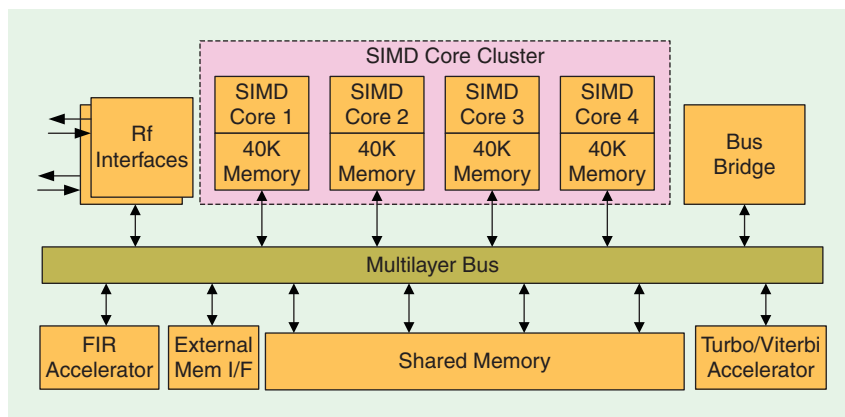 SIMD Core Cluster
Rf
Interfaces
SIMD
Core 1
40K
Memory
SIMD
Core 2
40K
Memory
SIMD
Core 3
40K
Memory
SIMD
Core 4
40K
Memory
Bus
Bridge
Multilayer Bus
FIR
Accelerator
External
Mem I/F
Shared Memory
Turbo/Viterbi
Accelerator